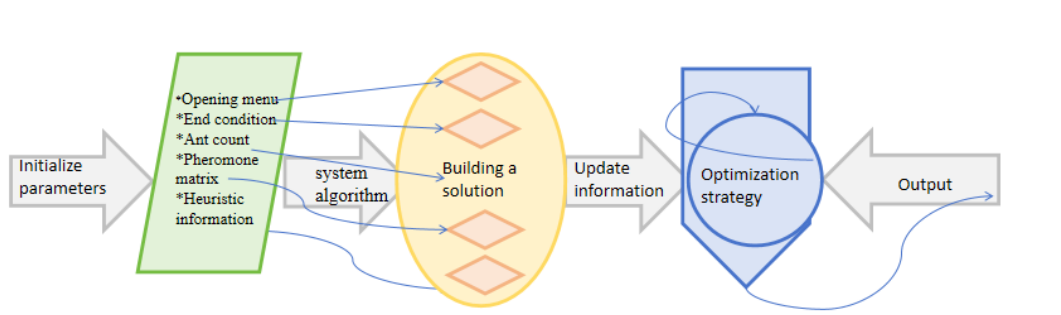 Initialize
parameters
*Opening menu
*End condition
*Ant count
*Pheromone
matrix
*Heuristic
information
system
algorithm
Building a
solution
Update
information
Optimization
strategy
Output